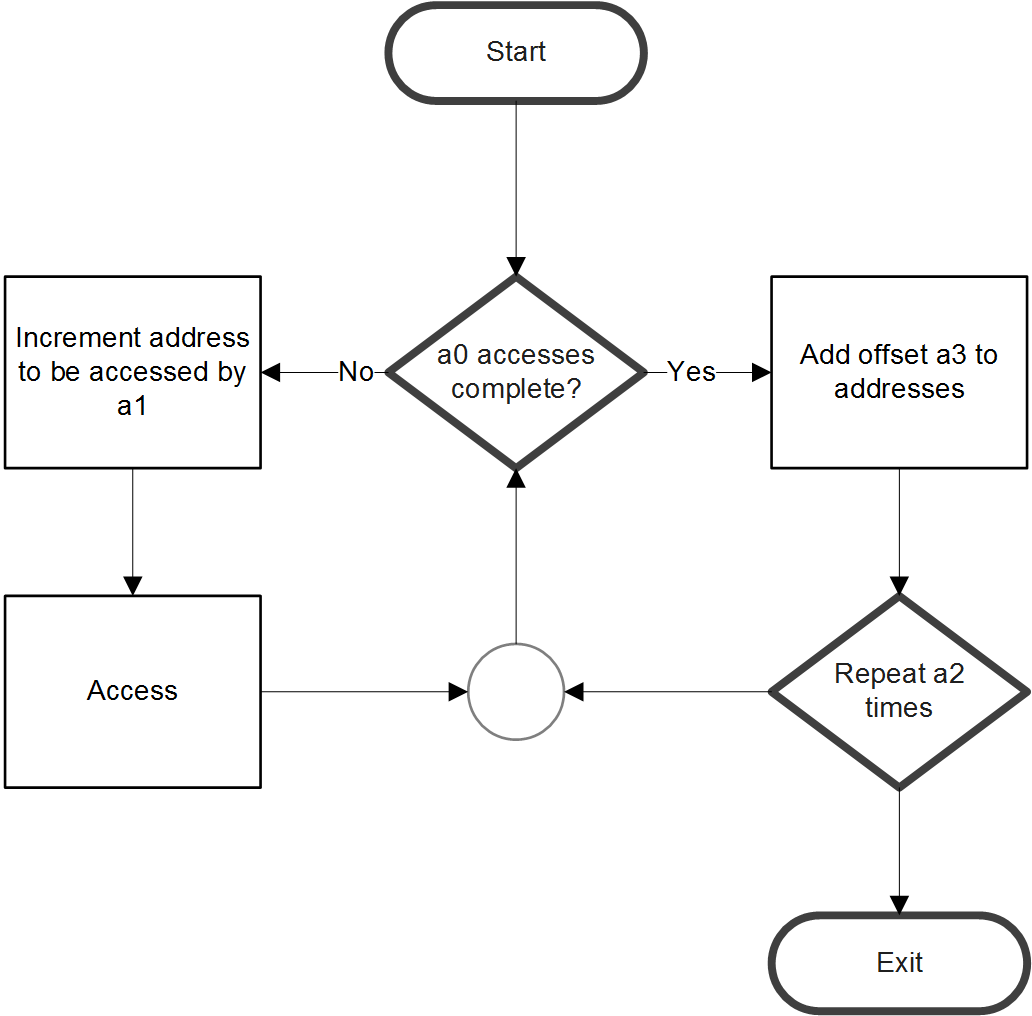 Start
Increment address
to be accessed by
a1
No
a0 accesses
complete?
Yes
Add offset a3 to
addresses
Access
Repeat a2
times
Exit